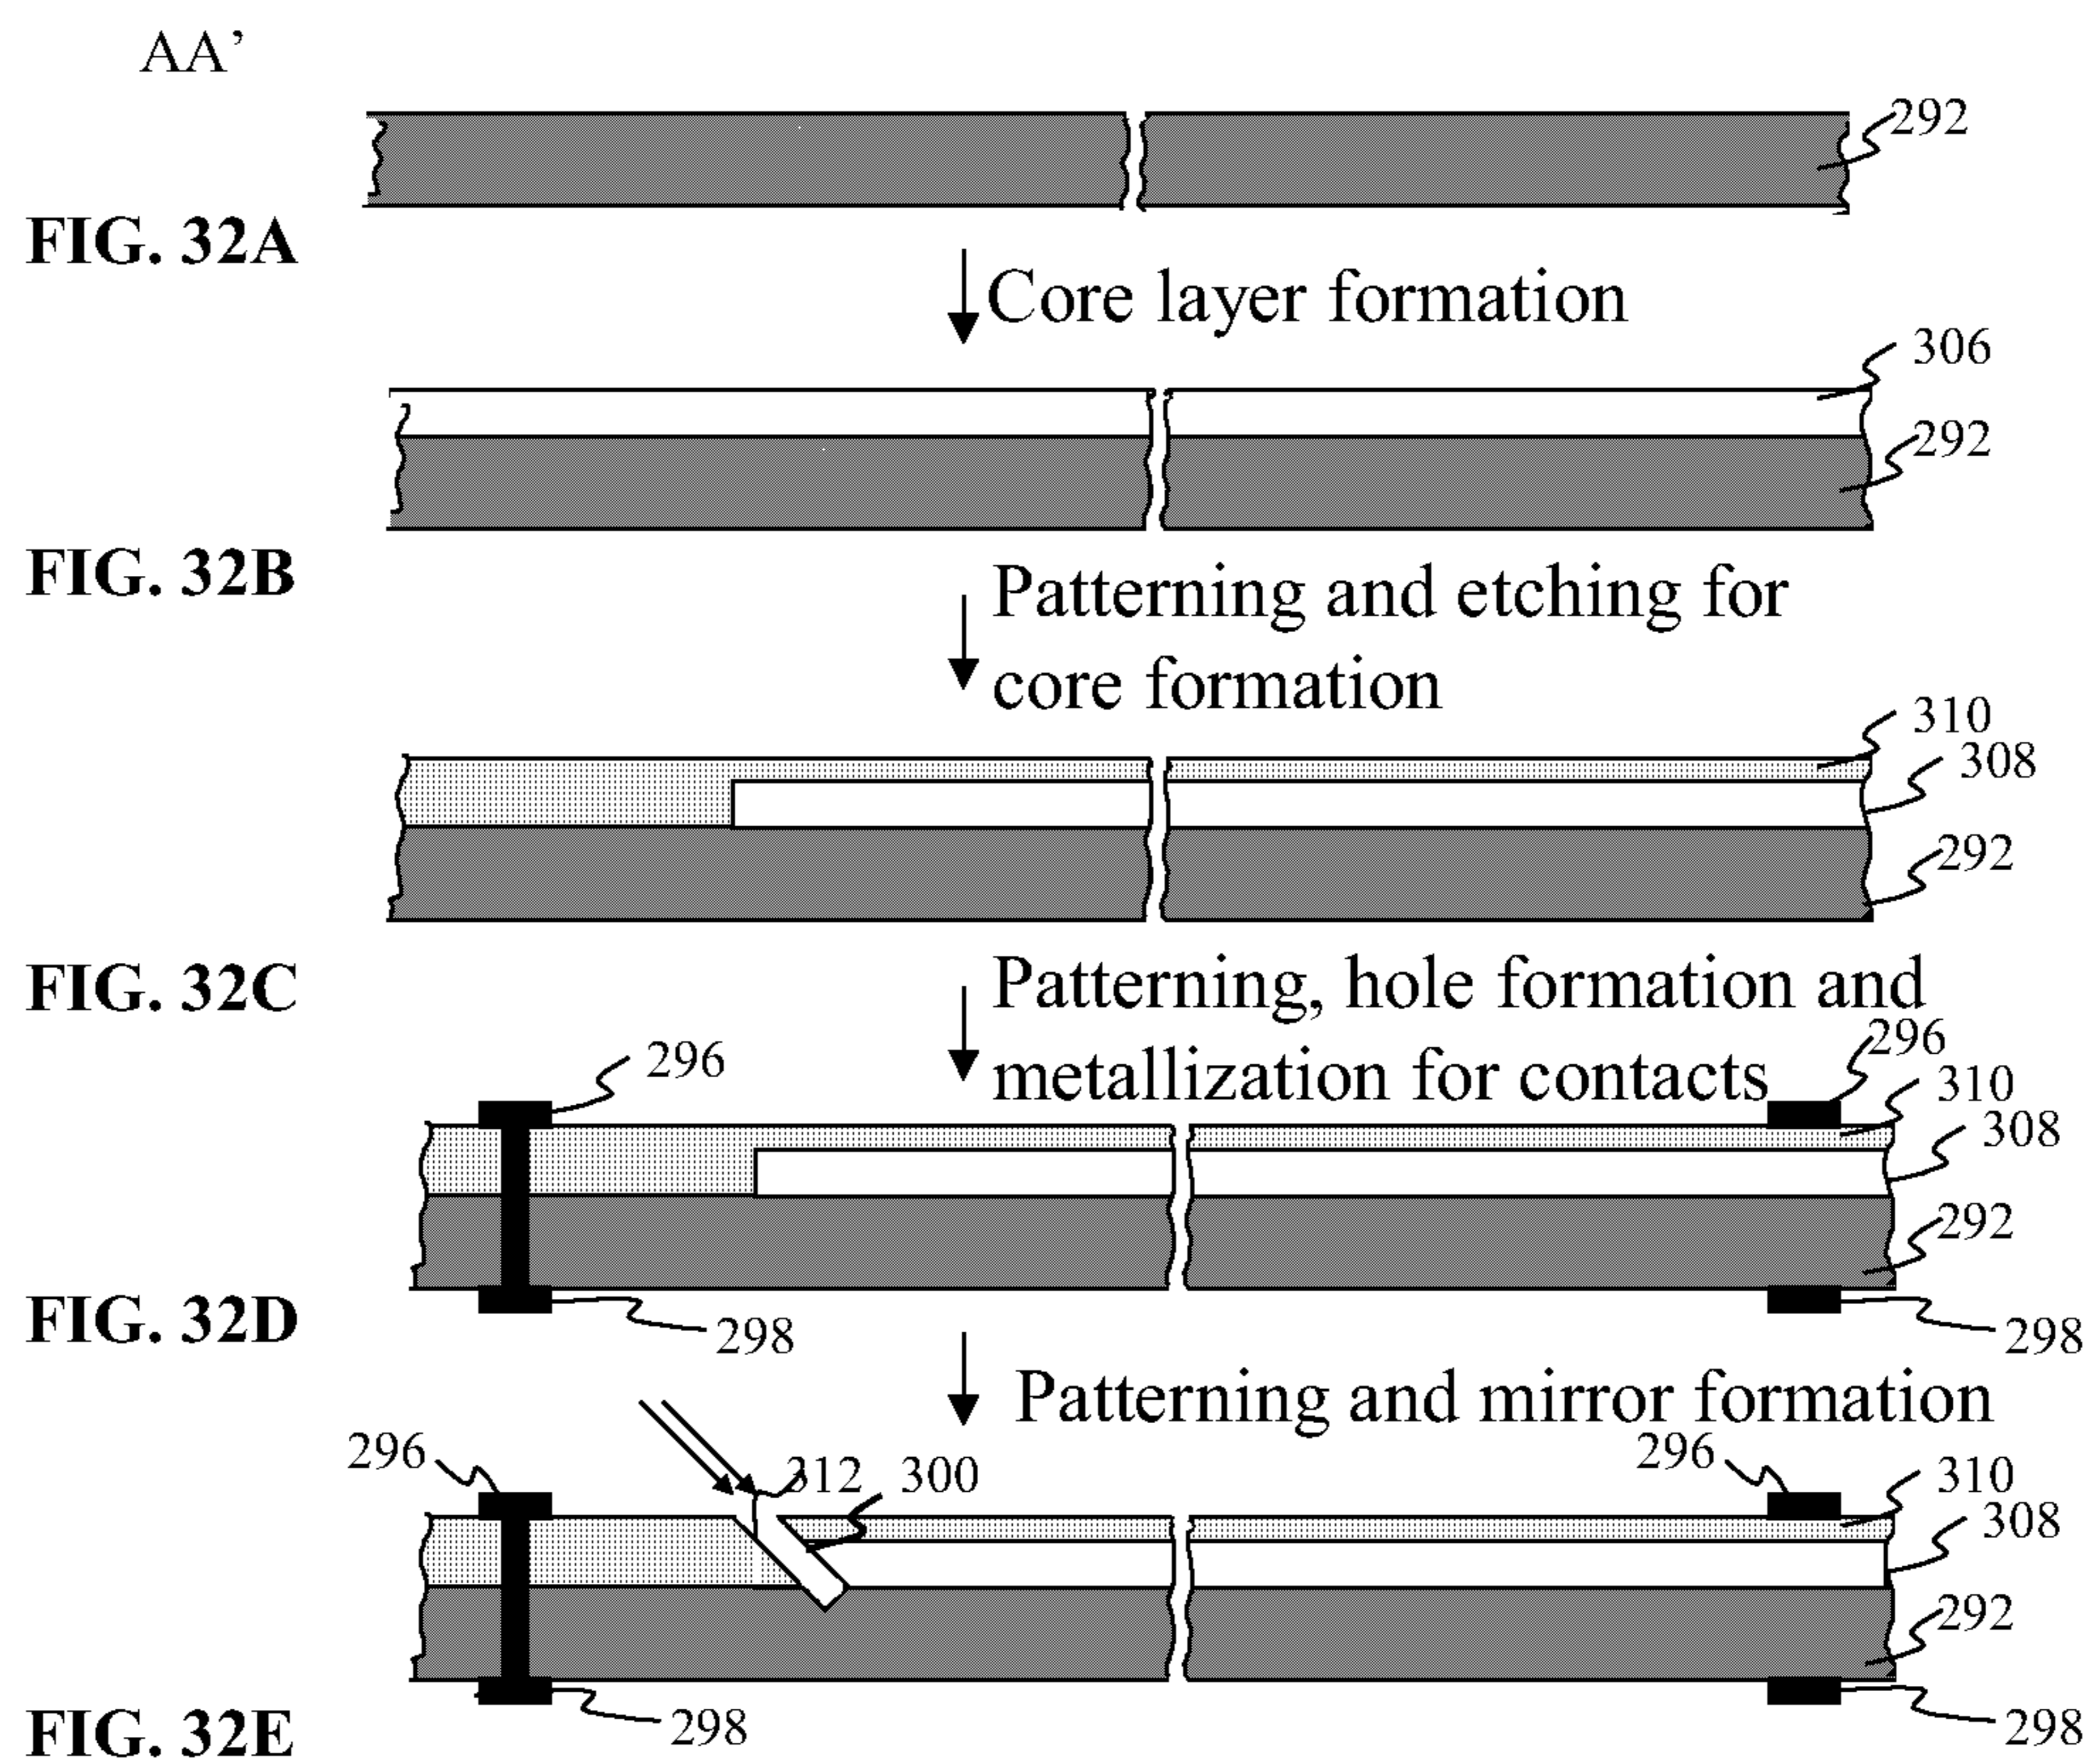 AA’
292
FIG. 32A
Core layer formation
306
292
FIG. 32B
Patterning and etching for
core formation
310
308
292
FIG. 32C
Patterning, hole formation and
metallization for contacts
296
296
310
308
292
FIG. 32D
298
298
Patterning and mirror formation
296
312
300
296
310
308
292
FIG. 32E
298
298